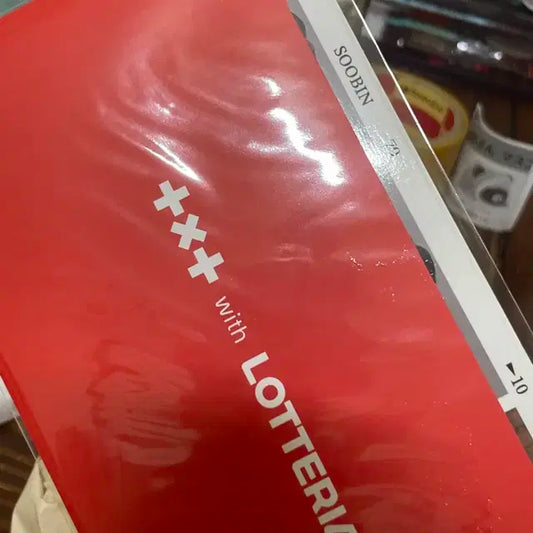 +x+ with LOTTERIA
SOOBIN
►10